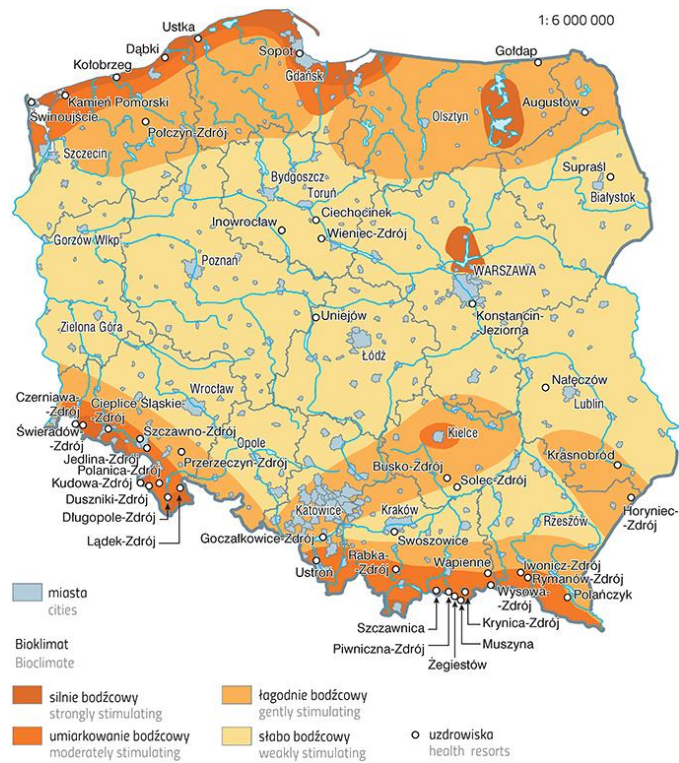 1: 6 000 000
Ustka
Dąbki
Sopot
Gołdap
Kołobrzeg
Gdańsk
Kamień Pomorski
Augustów
Świnoujście
Olsztyn
Połczyn-Zdrój
Szczecin
Supraśl
Bydgoszcz
Białystok
Toruń
Ciechocinek
Inowrocław
Wieniec-Zdrój
Gorzów Wlkp.
Poznań
WARSZAWA
Konstancin-
Jeziorna
Uniejów
Zielona Góra
Łódź
Nałęczów
Wrocław
Lublin
Czerniawa-
-Zdrój
Cieplice Śląskie-
-Zdrój
Świeradów-
-Zdrój
Szczawno-Zdrój
Opole
Kielce
Jedlina-Zdrój
Krasnobród
Polanica-Zdrój
Przerzeczyn-Zdrój
Busko-Zdrój
Kudowa-Zdrój
Solec-Zdrój
Duszniki-Zdrój
Katowice
Horyniec-
-Zdrój
Długopole-Zdrój
Kraków
Rzeszów
Lądek-Zdrój
Goczałkowice-Zdrój
Swoszowice
Rabka-
-Zdrój
Wapienne
Iwonicz-Zdrój
Ustroń
Rymanów-Zdrój
Wysowa-
-Zdrój
Polańczyk
Szczawnica
Krynica-Zdrój
Piwniczna-Zdrój
Muszyna
Żegiestów
miasta
cities
Bioklimat
Bioclimate
silnie bodźcowy
strongly stimulating
łagodnie bodźcowy
gently stimulating
umiarkowanie bodźcowy
moderately stimulating
słabo bodźcowy
weakly stimulating
uzdrowiska
health resorts